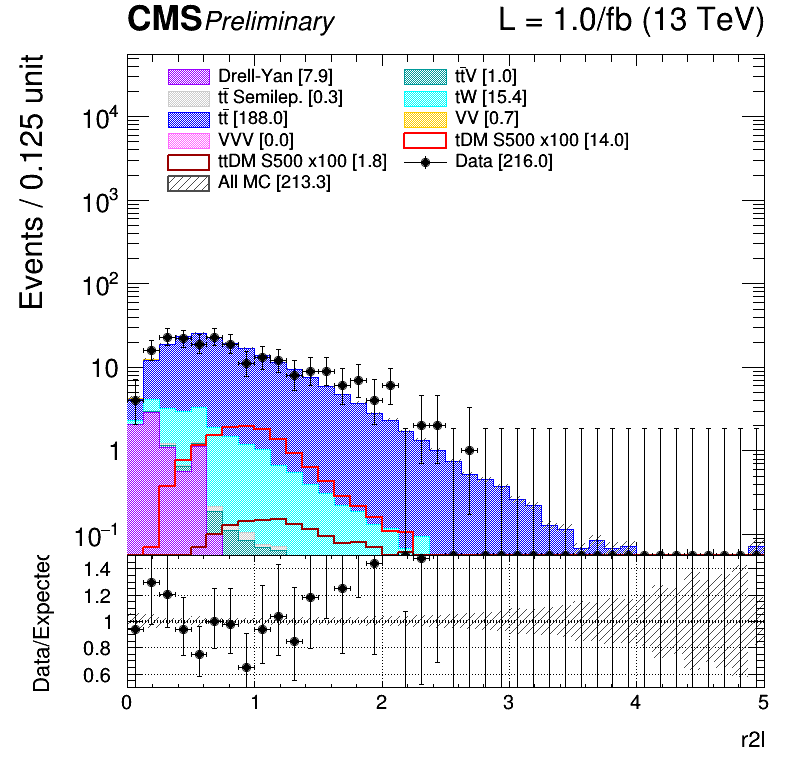 CMS Preliminary L = 1.0/fb (13 TeV)
Drell-Yan [7.9] tt̄V [1.0]
tt̄ Semilep. [0.3] tW [15.4]
tt̄ [188.0] VV [0.7]
VVV [0.0] tDM S500 x100 [14.0]
ttDM S500 x100 [1.8] Data [216.0]
All MC [213.3]
Events / 0.125 unit
10⁴
10³
10²
10
1
10⁻¹
Data/Expected
1.4
1.2
1
0.8
0.6
0 1 2 3 4 5
r2l